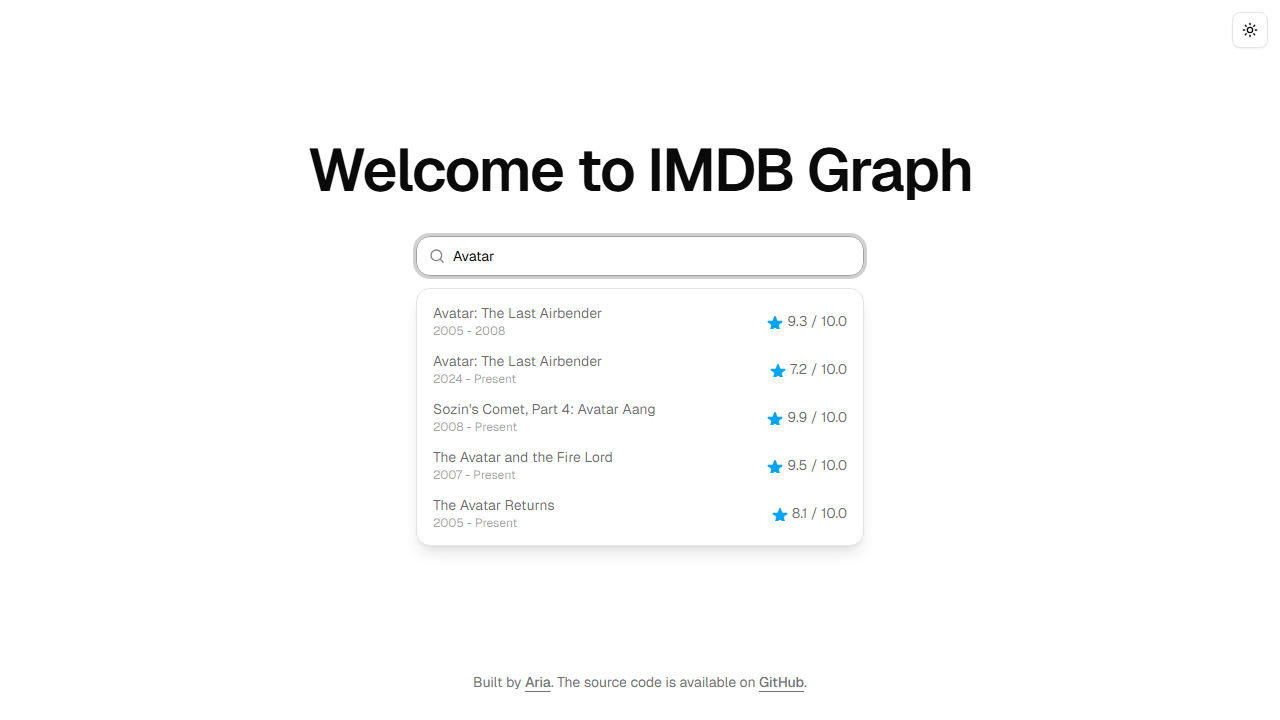 Welcome to IMDB Graph
Avatar
Avatar: The Last Airbender
2005 - 2008
9.3 / 10.0
Avatar: The Last Airbender
2024 - Present
7.2 / 10.0
Sozin's Comet, Part 4: Avatar Aang
2008 - Present
9.9 / 10.0
The Avatar and the Fire Lord
2007 - Present
9.5 / 10.0
The Avatar Returns
2005 - Present
8.1 / 10.0
Built by Aria. The source code is available on GitHub.